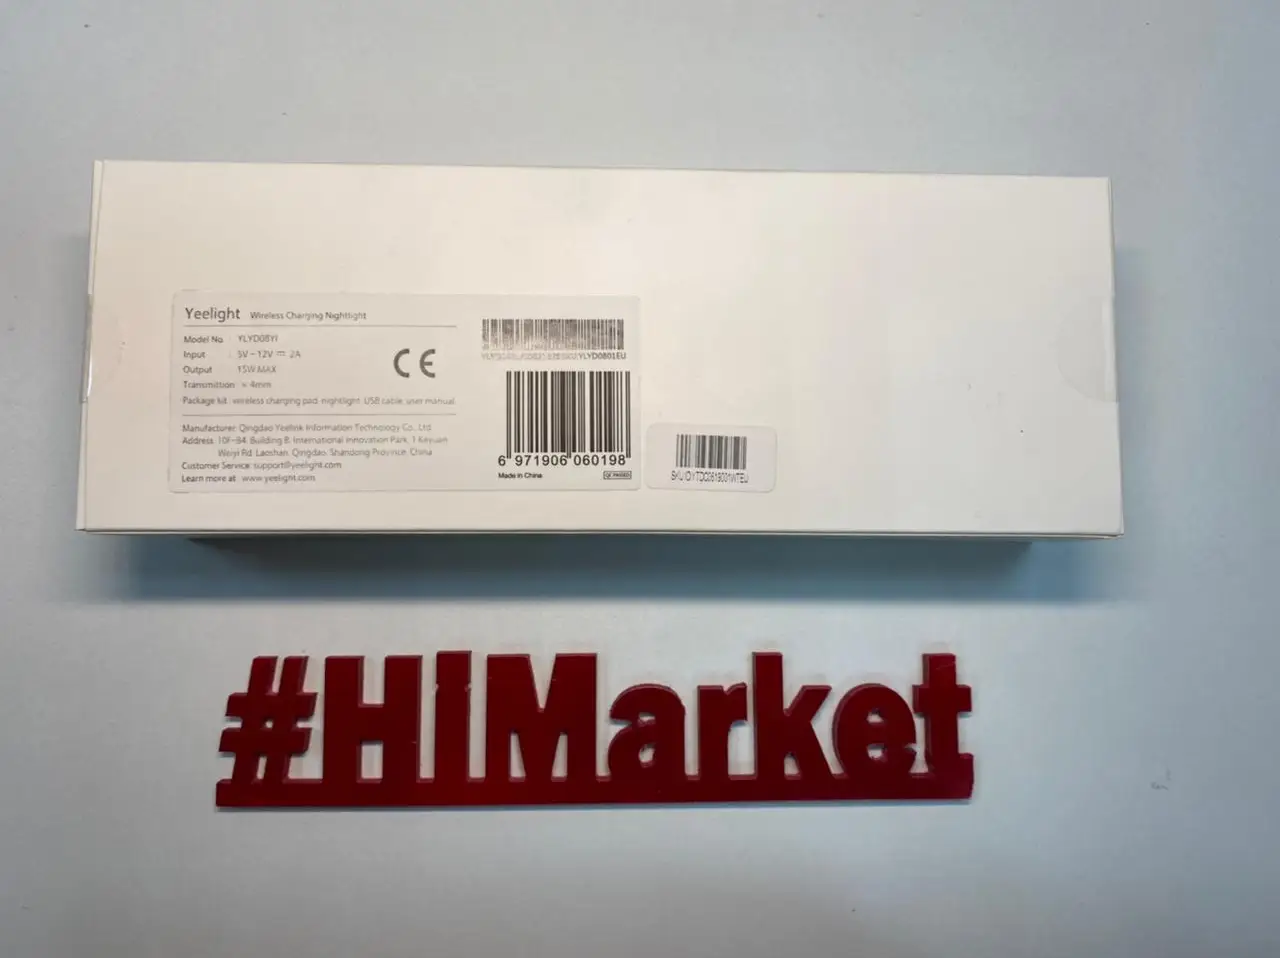 Yeelight Wireless Charging Nightlight
Model No. YLYD08YI
Input : 5V-12V ⎓ 2A
Output 15W MAX
Transmittion < 4mm
Package kit: wireless charging pad, nightlight, USB cable, user manual.
Manufacturer: Qingdao Yeelink Information Technology Co., Ltd.
Address: 10F-B4, Building B, International Innovation Park, 1 Keyuan
Weiyi Rd, Laoshan, Qingdao, Shandong Province, China
Customer Service: support@yeelight.com
Learn more at www.yeelight.com
CE
YLYD0801EU
6 971906 060198
Made in China
QC PASSED
#HIMarket